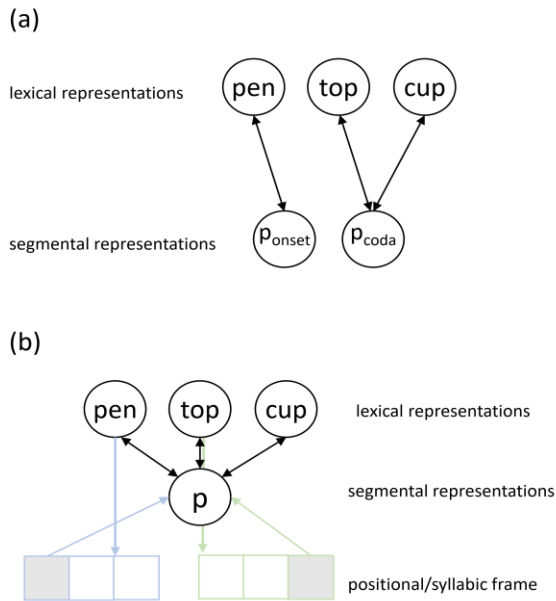 (a)
lexical representations pen top cup
segmental representations p onset p coda
(b)
pen top cup lexical representations
p segmental representations
positional/syllabic frame